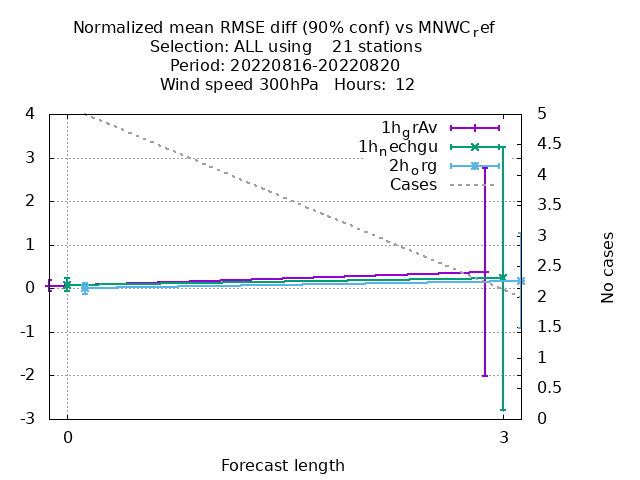 Normalized mean RMSE diff (90% conf) vs MNWC_ref
Selection: ALL using    21 stations
Period: 20220816-20220820
Wind speed 300hPa   Hours:  12
4
3
2
1
0
-1
-2
-3
5
4.5
4
3.5
3
2.5
2
1.5
1
0.5
0
1h_grAv
1h_nechgu
2h_org
Cases
No cases
0
3
Forecast length